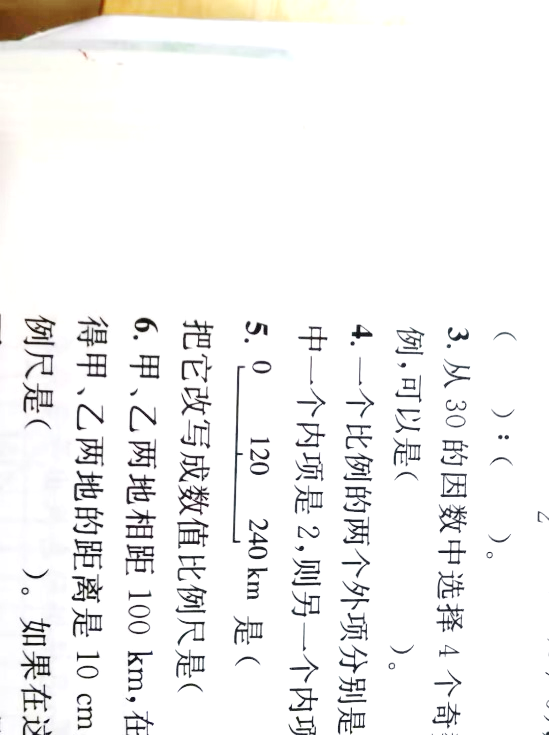 (　　):(　　)。
3. 从 30 的因数中选择 4 个奇
例,可以是(　　　　)。
4. 一个比例的两个外项分别是
中一个内项是 2,则另一个内项
5. 0 120 240 km 是(
把它改写成数值比例尺是(
6. 甲、乙两地相距 100 km,在
得甲、乙两地的距离是 10 cm
例尺是(　　　　)。如果在这